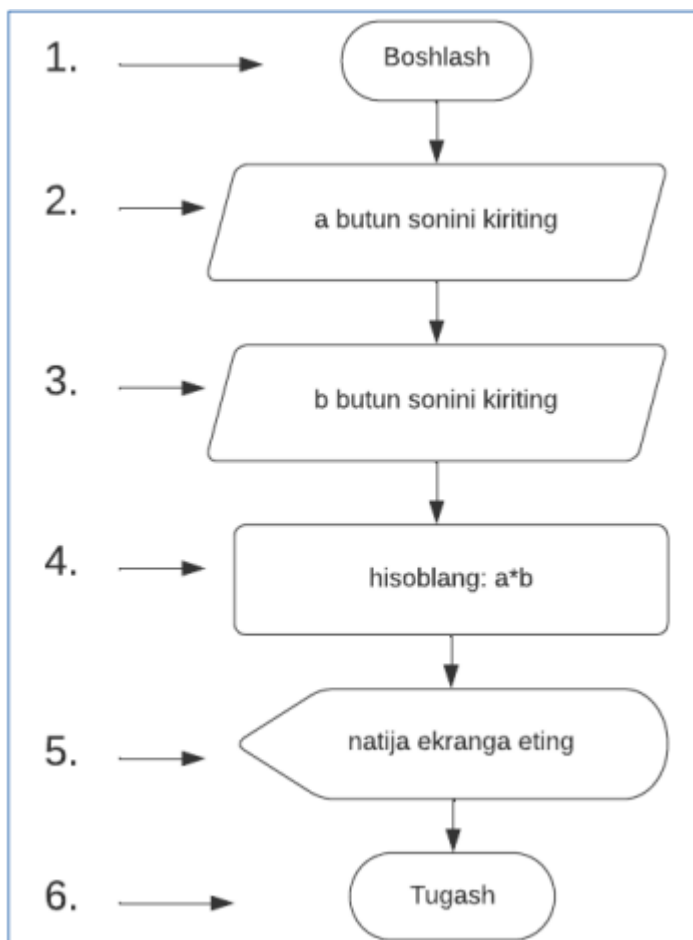 1. Boshlash
2. a butun sonini kiriting
3. b butun sonini kiriting
4. hisoblang: a*b
5. natija ekranga eting
6. Tugash